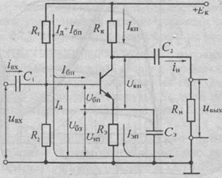 +Eк
R₁
Iд+Iбп
Rк
Iкп
C₂
iвх
C₁
Iбп
iн
Iд
Uбп
Uкп
Rн
uвых
uвх
R₂
Uбэ
Uэп
Rэ
Iэп
Cэ